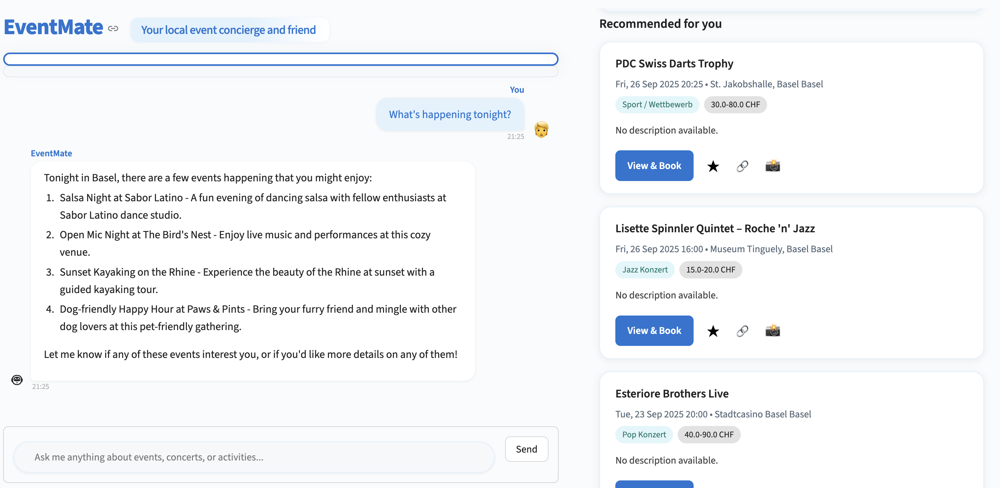 EventMate
Your local event concierge and friend
You
What's happening tonight?
21:25
EventMate
Tonight in Basel, there are a few events happening that you might enjoy:
1. Salsa Night at Sabor Latino - A fun evening of dancing salsa with fellow enthusiasts at
Sabor Latino dance studio.
2. Open Mic Night at The Bird's Nest - Enjoy live music and performances at this cozy
venue.
3. Sunset Kayaking on the Rhine - Experience the beauty of the Rhine at sunset with a
guided kayaking tour.
4. Dog-friendly Happy Hour at Paws & Pints - Bring your furry friend and mingle with other
dog lovers at this pet-friendly gathering.
Let me know if any of these events interest you, or if you'd like more details on any of them!
21:25
Ask me anything about events, concerts, or activities...
Send
Recommended for you
PDC Swiss Darts Trophy
Fri, 26 Sep 2025 20:25 • St. Jakobshalle, Basel Basel
Sport / Wettbewerb 30.0-80.0 CHF
No description available.
View & Book
Lisette Spinnler Quintet – Roche 'n' Jazz
Fri, 26 Sep 2025 16:00 • Museum Tinguely, Basel Basel
Jazz Konzert 15.0-20.0 CHF
No description available.
View & Book
Esteriore Brothers Live
Tue, 23 Sep 2025 20:00 • Stadtcasino Basel Basel
Pop Konzert 40.0-90.0 CHF
No description available.